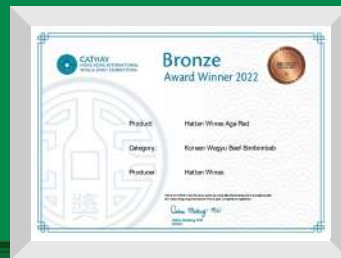 CATHAY
HONG KONG INTERNATIONAL
WINE & SPIRIT COMPETITION
Bronze
Award Winner 2022
Product: Hatten Wines Aga Red
Category: Korean Wagyu Beef Bimbimbab
Producer: Hatten Wines
獎